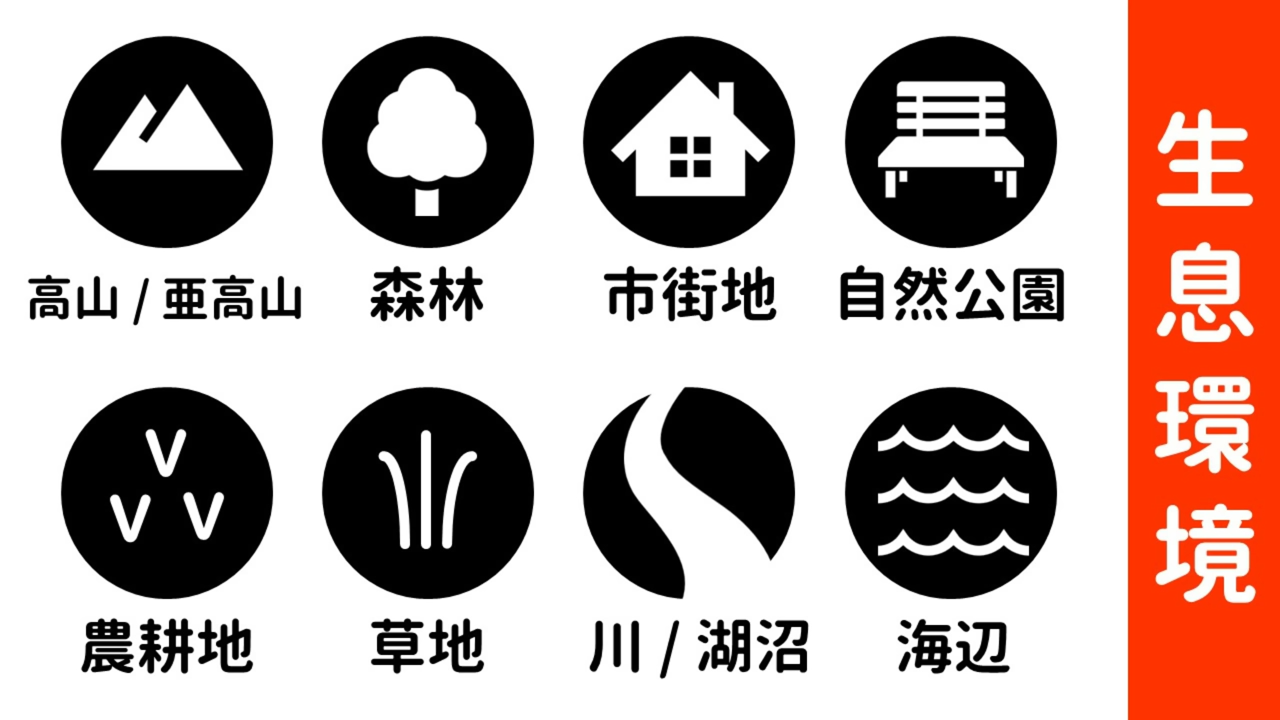 高山 / 亜高山
森林
市街地
自然公園
農耕地
草地
川 / 湖沼
海辺
生息環境